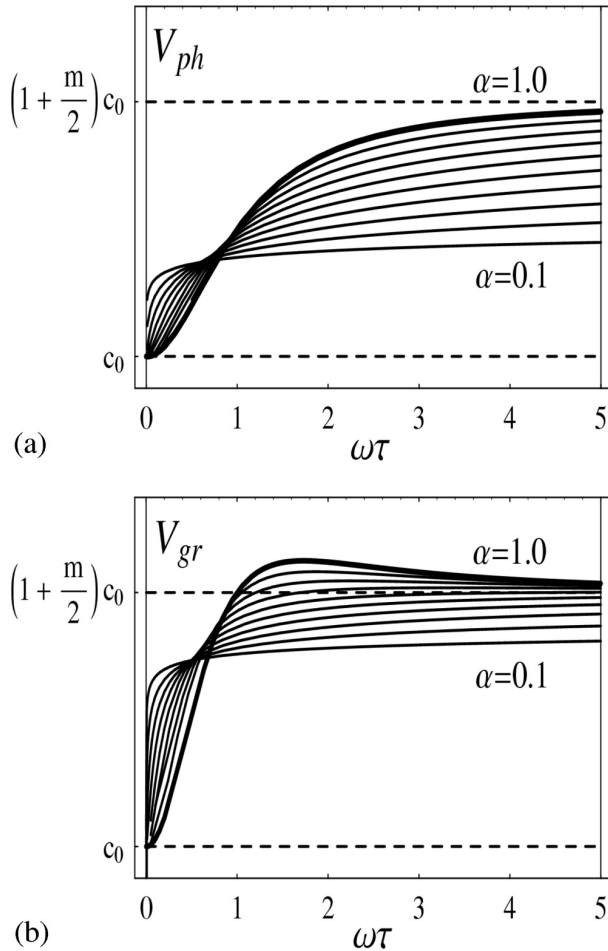 V_ph
(1 + m/2) c₀
α=1.0
α=0.1
c₀
0 1 2 3 4 5
(a)
ωτ
V_gr
(1 + m/2) c₀
α=1.0
α=0.1
c₀
0 1 2 3 4 5
(b)
ωτ